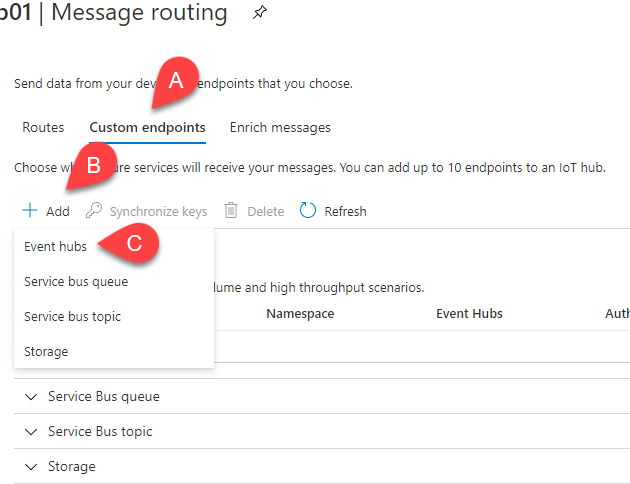 01 | Message routing
Send data from your dev endpoints that you choose.
A
Routes Custom endpoints Enrich messages
B
Choose wh ure services will receive your messages. You can add up to 10 endpoints to an IoT hub.
Add Synchronize keys Delete Refresh
Event hubs
C
Service bus queue
lume and high throughput scenarios.
Service bus topic
Namespace Event Hubs Auth
Storage
Service Bus queue
Service Bus topic
Storage